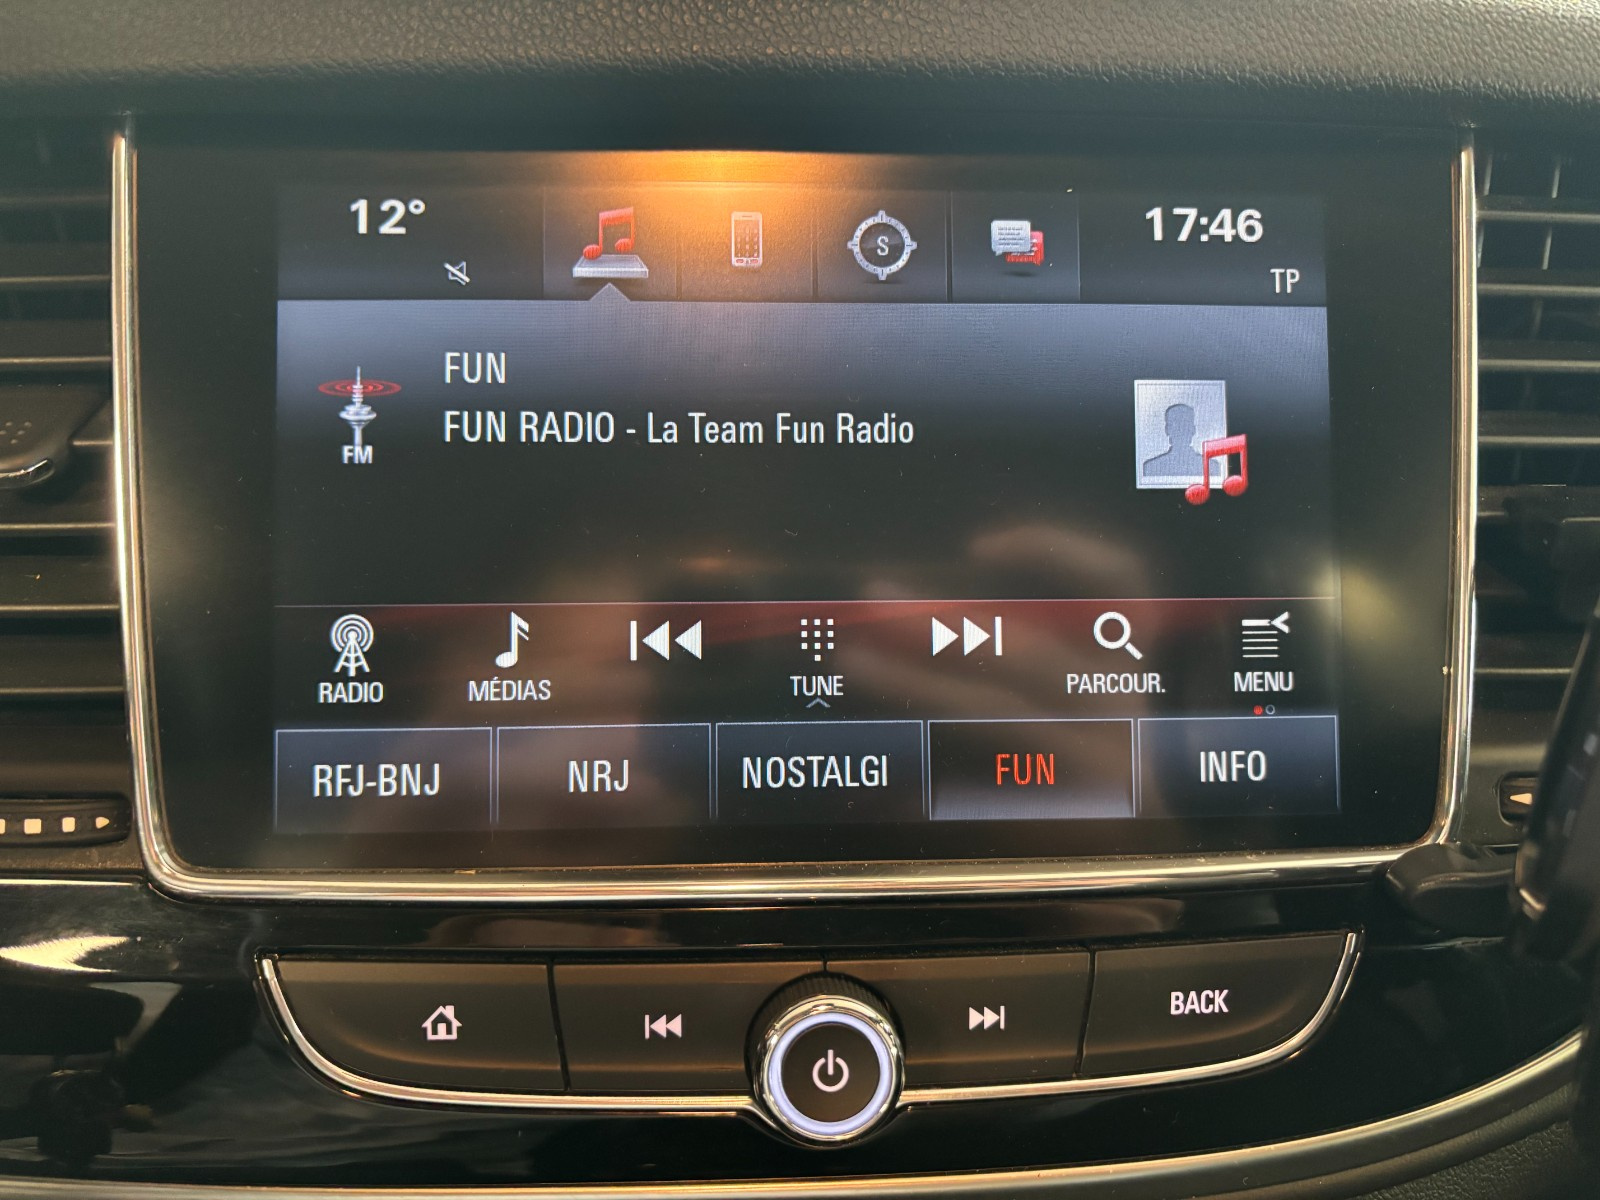 12°
S
17:46
TP
FUN
FUN RADIO - La Team Fun Radio
FM
RADIO
MÉDIAS
TUNE
PARCOUR.
MENU
RFJ-BNJ
NRJ
NOSTALGI
FUN
INFO
BACK